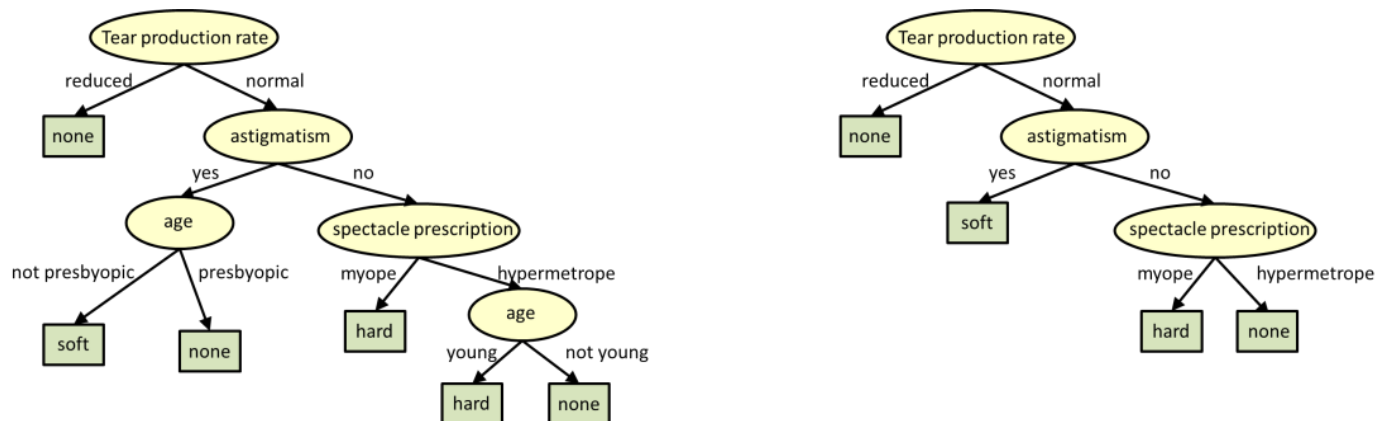 Tear production rate
reduced
normal
none
astigmatism
yes
no
age
spectacle prescription
not presbyopic
presbyopic
myope
hypermetrope
soft
none
hard
age
young
not young
hard
none
Tear production rate
reduced
normal
none
astigmatism
yes
no
soft
spectacle prescription
myope
hypermetrope
hard
none